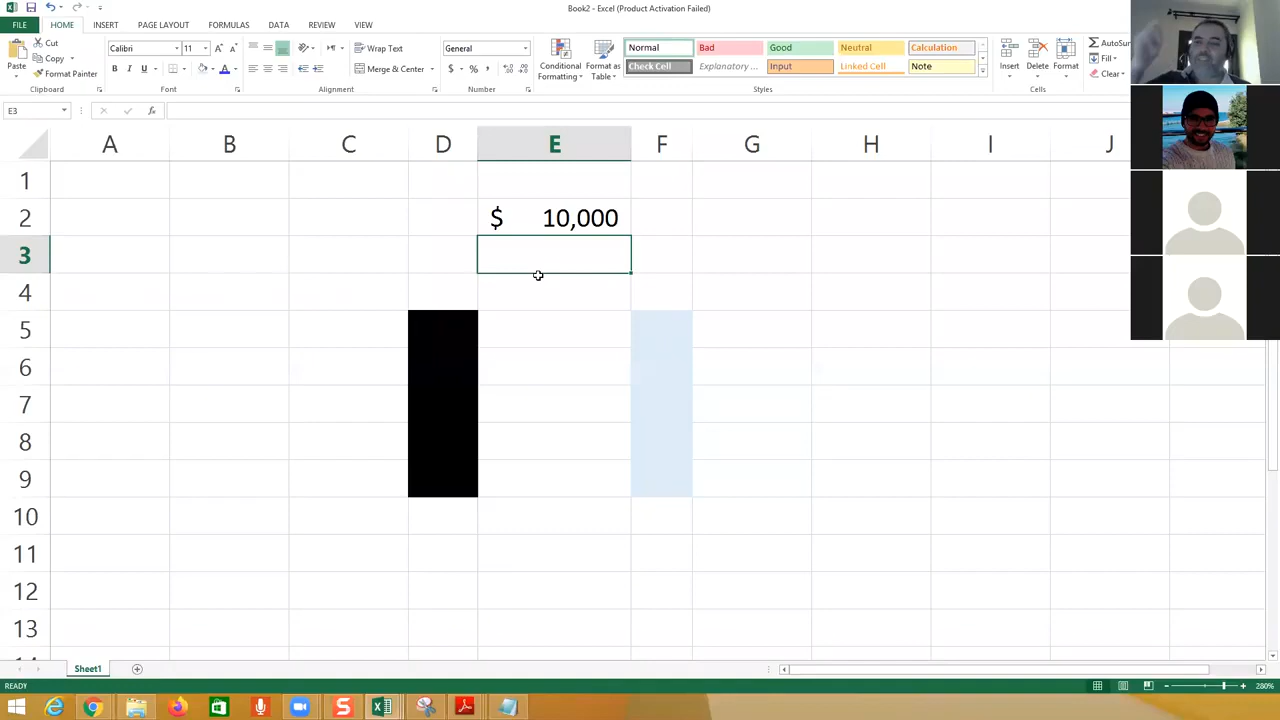 Book2 - Excel (Product Activation Failed)
FILE HOME INSERT PAGE LAYOUT FORMULAS DATA REVIEW VIEW
Paste
Cut
Copy
Format Painter
Clipboard
Calibri 11
B I U
Font
Wrap Text
Merge & Center
Alignment
General
$ % ,
Number
Conditional Formatting
Format as Table
Normal Bad Good Neutral Calculation
Check Cell Explanatory ... Input Linked Cell Note
Styles
Insert Delete Format
Cells
AutoSum
Fill
Clear
E3
fx
A B C D E F G H I J
1
2 $ 10,000
3
4
5
6
7
8
9
10
11
12
13
Sheet1
READY
280%